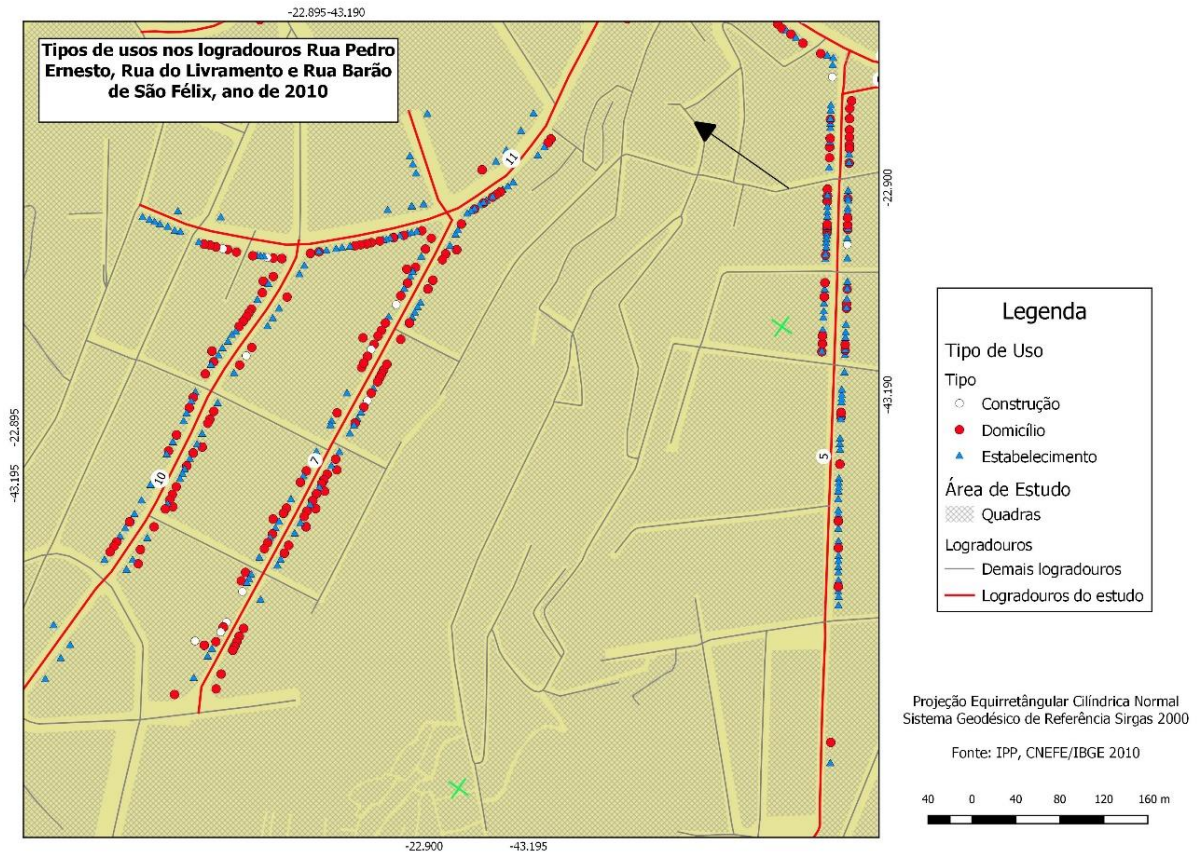 -22.895-43.190
Tipos de usos nos logradouros Rua Pedro
Ernesto, Rua do Livramento e Rua Barão
de São Félix, ano de 2010
11
-22.900
-43.190
-22.895
-43.195
10
7
5
Legenda
Tipo de Uso
Tipo
Construção
Domicílio
Estabelecimento
Área de Estudo
Quadras
Logradouros
Demais logradouros
Logradouros do estudo
Projeção Equirretângular Cilíndrica Normal
Sistema Geodésico de Referência Sirgas 2000
Fonte: IPP, CNEFE/IBGE 2010
40 0 40 80 120 160 m
-22.900 -43.195